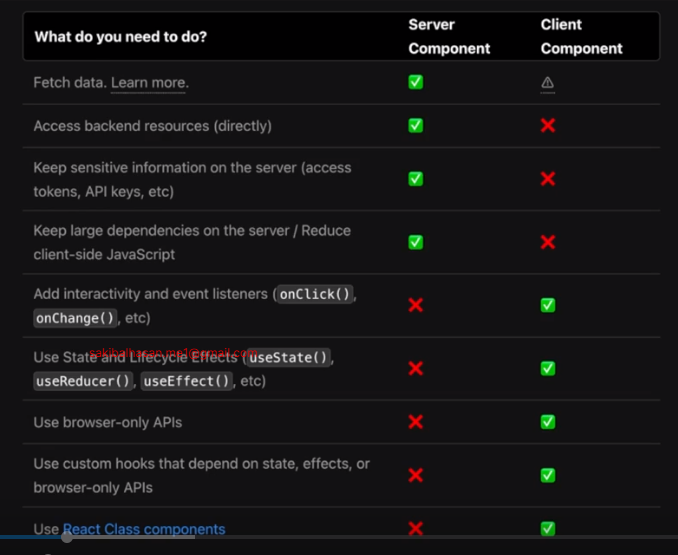 What do you need to do? Server Component Client Component
Fetch data. Learn more. ✅ ⚠
Access backend resources (directly) ✅ ❌
Keep sensitive information on the server (access
tokens, API keys, etc) ✅ ❌
Keep large dependencies on the server / Reduce
client-side JavaScript ✅ ❌
Add interactivity and event listeners (onClick(),
onChange(), etc) ❌ ✅
Use State and Lifecycle Effects (useState(),
useReducer(), useEffect(), etc) ❌ ✅
Use browser-only APIs ❌ ✅
Use custom hooks that depend on state, effects, or
browser-only APIs ❌ ✅
Use React Class components ❌ ✅